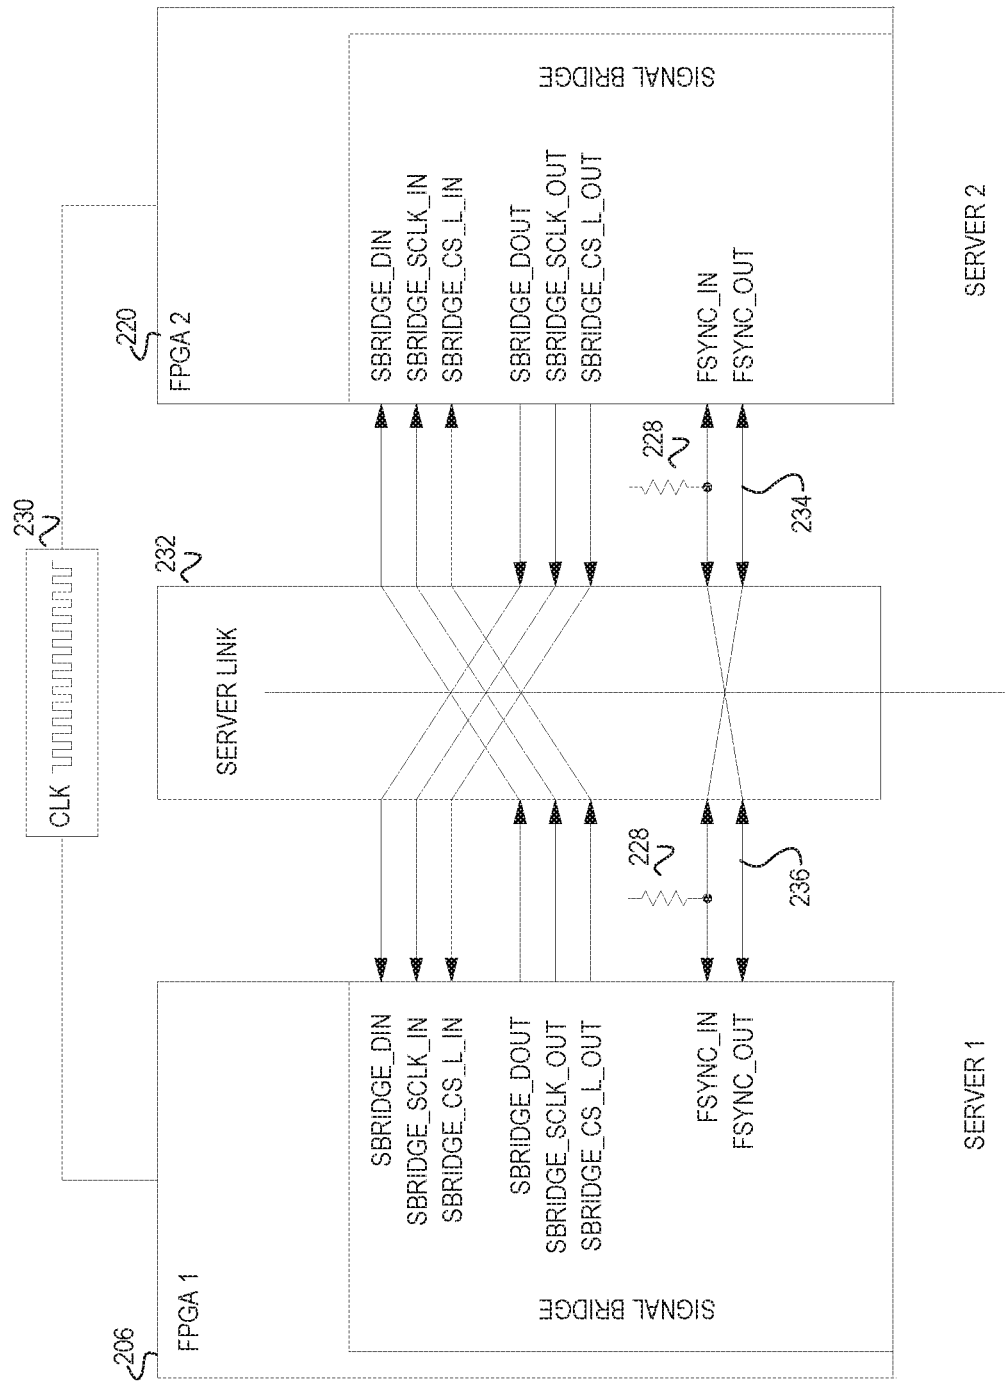 230
CLK
206
FPGA 1
232
SERVER LINK
220
FPGA 2
SIGNAL BRIDGE
SBRIDGE_DIN
SBRIDGE_SCLK_IN
SBRIDGE_CS_L_IN
SBRIDGE_DOUT
SBRIDGE_SCLK_OUT
SBRIDGE_CS_L_OUT
FSYNC_IN
FSYNC_OUT
228
236
228
234
SBRIDGE_DIN
SBRIDGE_SCLK_IN
SBRIDGE_CS_L_IN
SBRIDGE_DOUT
SBRIDGE_SCLK_OUT
SBRIDGE_CS_L_OUT
FSYNC_IN
FSYNC_OUT
SIGNAL BRIDGE
SERVER 1
SERVER 2